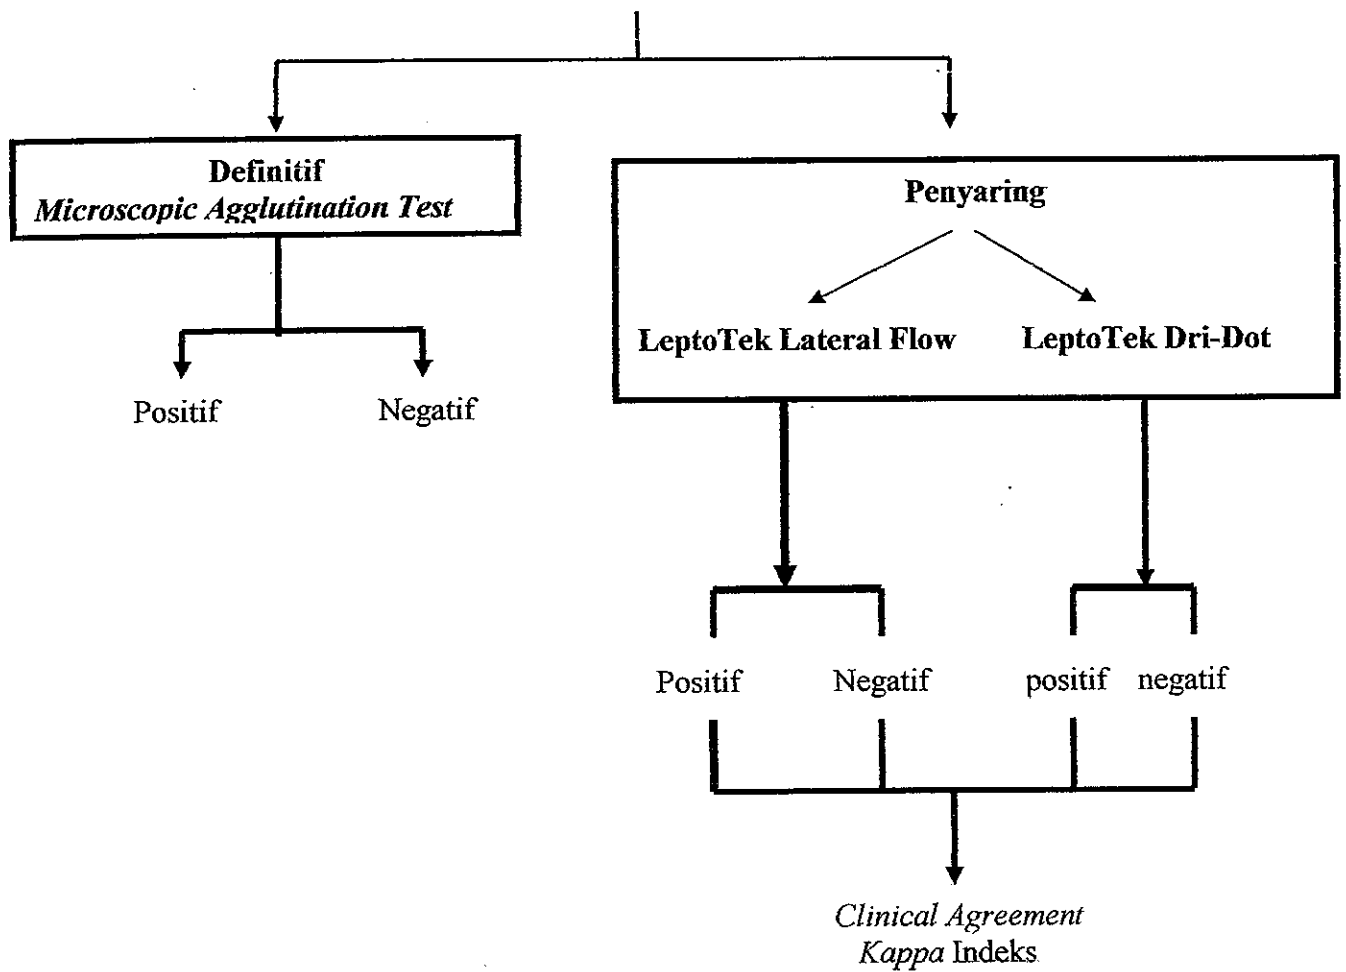 Definitif
Microscopic Agglutination Test
Positif
Negatif
Penyaring
LeptoTek Lateral Flow
LeptoTek Dri-Dot
Positif
Negatif
positif
negatif
Clinical Agreement
Kappa Indeks